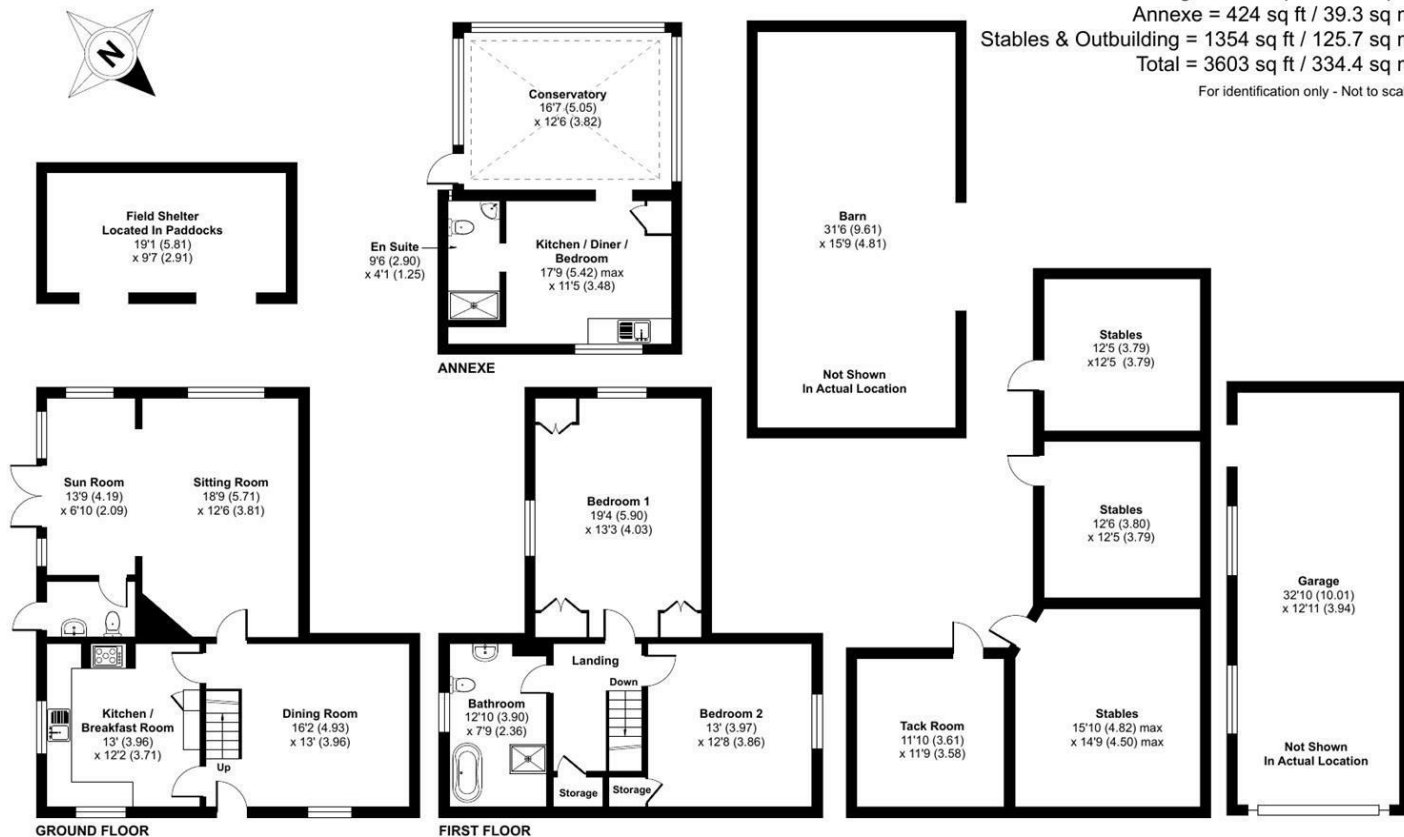 Annexe = 424 sq ft / 39.3 sq m
Stables & Outbuilding = 1354 sq ft / 125.7 sq m
Total = 3603 sq ft / 334.4 sq m
For identification only - Not to scale
N
Conservatory
16'7 (5.05)
x 12'6 (3.82)
Field Shelter
Located In Paddocks
19'1 (5.81)
x 9'7 (2.91)
En Suite
9'6 (2.90)
x 4'1 (1.25)
Kitchen / Diner /
Bedroom
17'9 (5.42) max
x 11'5 (3.48)
ANNEXE
Barn
31'6 (9.61)
x 15'9 (4.81)
Not Shown
In Actual Location
Stables
12'5 (3.79)
x12'5 (3.79)
Stables
12'6 (3.80)
x 12'5 (3.79)
Stables
15'10 (4.82) max
x 14'9 (4.50) max
Tack Room
11'10 (3.61)
x 11'9 (3.58)
Garage
32'10 (10.01)
x 12'11 (3.94)
Not Shown
In Actual Location
Sun Room
13'9 (4.19)
x 6'10 (2.09)
Sitting Room
18'9 (5.71)
x 12'6 (3.81)
Kitchen /
Breakfast Room
13' (3.96)
x 12'2 (3.71)
Up
Dining Room
16'2 (4.93)
x 13' (3.96)
GROUND FLOOR
Bedroom 1
19'4 (5.90)
x 13'3 (4.03)
Landing
Down
Bathroom
12'10 (3.90)
x 7'9 (2.36)
Bedroom 2
13' (3.97)
x 12'8 (3.86)
Storage
Storage
FIRST FLOOR